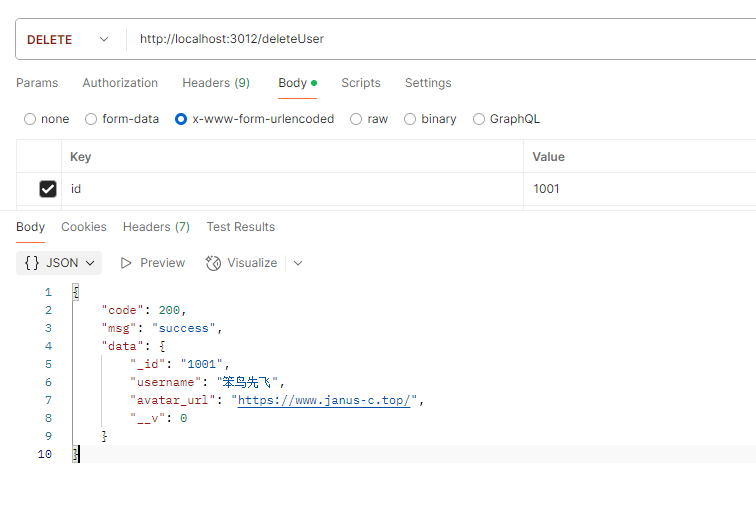 DELETE http://localhost:3012/deleteUser
Params Authorization Headers (9) Body Scripts Settings
none form-data x-www-form-urlencoded raw binary GraphQL
Key Value
id 1001
Body Cookies Headers (7) Test Results
{} JSON Preview Visualize
1 {
2 "code": 200,
3 "msg": "success",
4 "data": {
5 "_id": "1001",
6 "username": "笨鸟先飞",
7 "avatar_url": "https://www.janus-c.top/",
8 "__v": 0
9 }
10 }